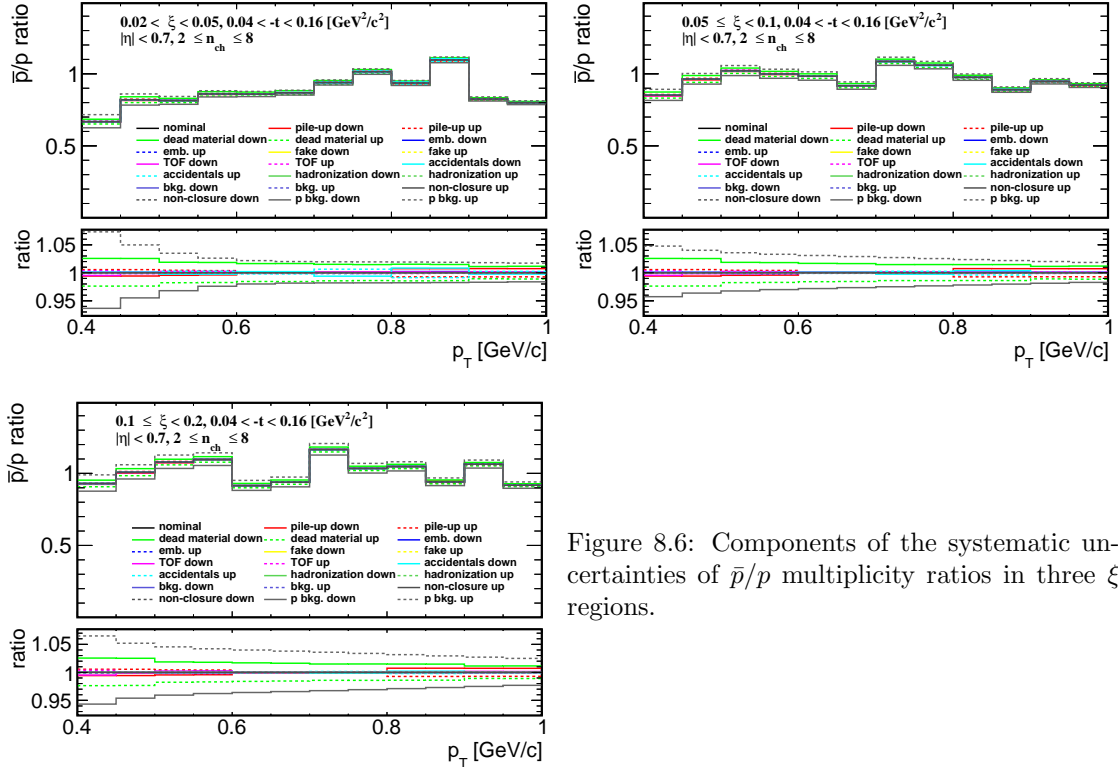 0.02 < ξ < 0.05, 0.04 < -t < 0.16 [GeV²/c²]
|η| < 0.7, 2 ≤ n_ch ≤ 8
p̄/p ratio
1
0.5
nominal pile-up down pile-up up
dead material down dead material up emb. down
emb. up fake down fake up
TOF down TOF up accidentals down
accidentals up hadronization down hadronization up
bkg. down bkg. up non-closure up
non-closure down p bkg. down p bkg. up
ratio
1.05
1
0.95
0.4 0.6 0.8 1
p_T [GeV/c]
0.05 ≤ ξ < 0.1, 0.04 < -t < 0.16 [GeV²/c²]
|η| < 0.7, 2 ≤ n_ch ≤ 8
p̄/p ratio
1
0.5
nominal pile-up down pile-up up
dead material down dead material up emb. down
emb. up fake down fake up
TOF down TOF up accidentals down
accidentals up hadronization down hadronization up
bkg. down bkg. up non-closure up
non-closure down p bkg. down p bkg. up
ratio
1.05
1
0.95
0.4 0.6 0.8 1
p_T [GeV/c]
0.1 ≤ ξ < 0.2, 0.04 < -t < 0.16 [GeV²/c²]
|η| < 0.7, 2 ≤ n_ch ≤ 8
p̄/p ratio
1
0.5
nominal pile-up down pile-up up
dead material down dead material up emb. down
emb. up fake down fake up
TOF down TOF up accidentals down
accidentals up hadronization down hadronization up
bkg. down bkg. up non-closure up
non-closure down p bkg. down p bkg. up
ratio
1.05
1
0.95
0.4 0.6 0.8 1
p_T [GeV/c]
Figure 8.6: Components of the systematic un-
certainties of p̄/p multiplicity ratios in three ξ
regions.